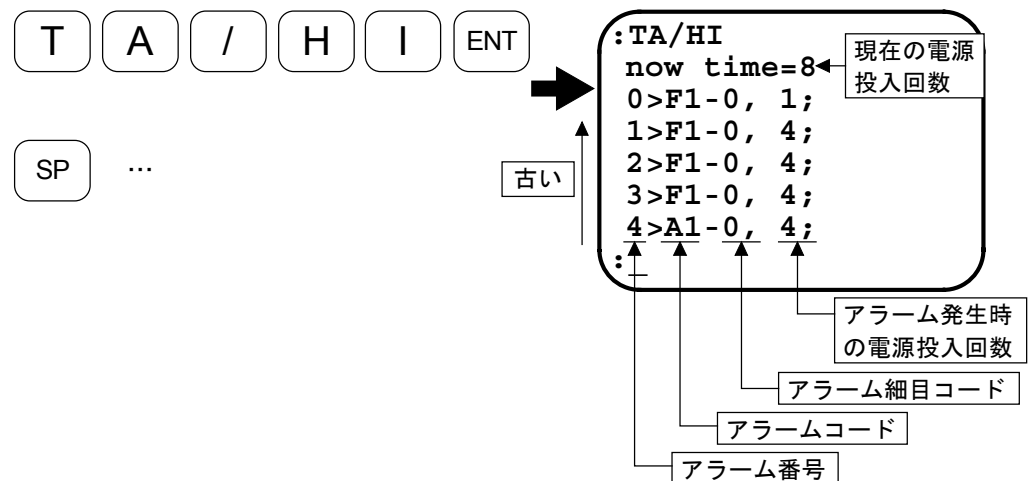 T A / H I ENT
SP ...
:TA/HI
now time=8
現在の電源
投入回数
0>F1-0, 1;
1>F1-0, 4;
2>F1-0, 4;
3>F1-0, 4;
4>A1-0, 4;
:_
古い
アラーム発生時
の電源投入回数
アラーム細目コード
アラームコード
アラーム番号